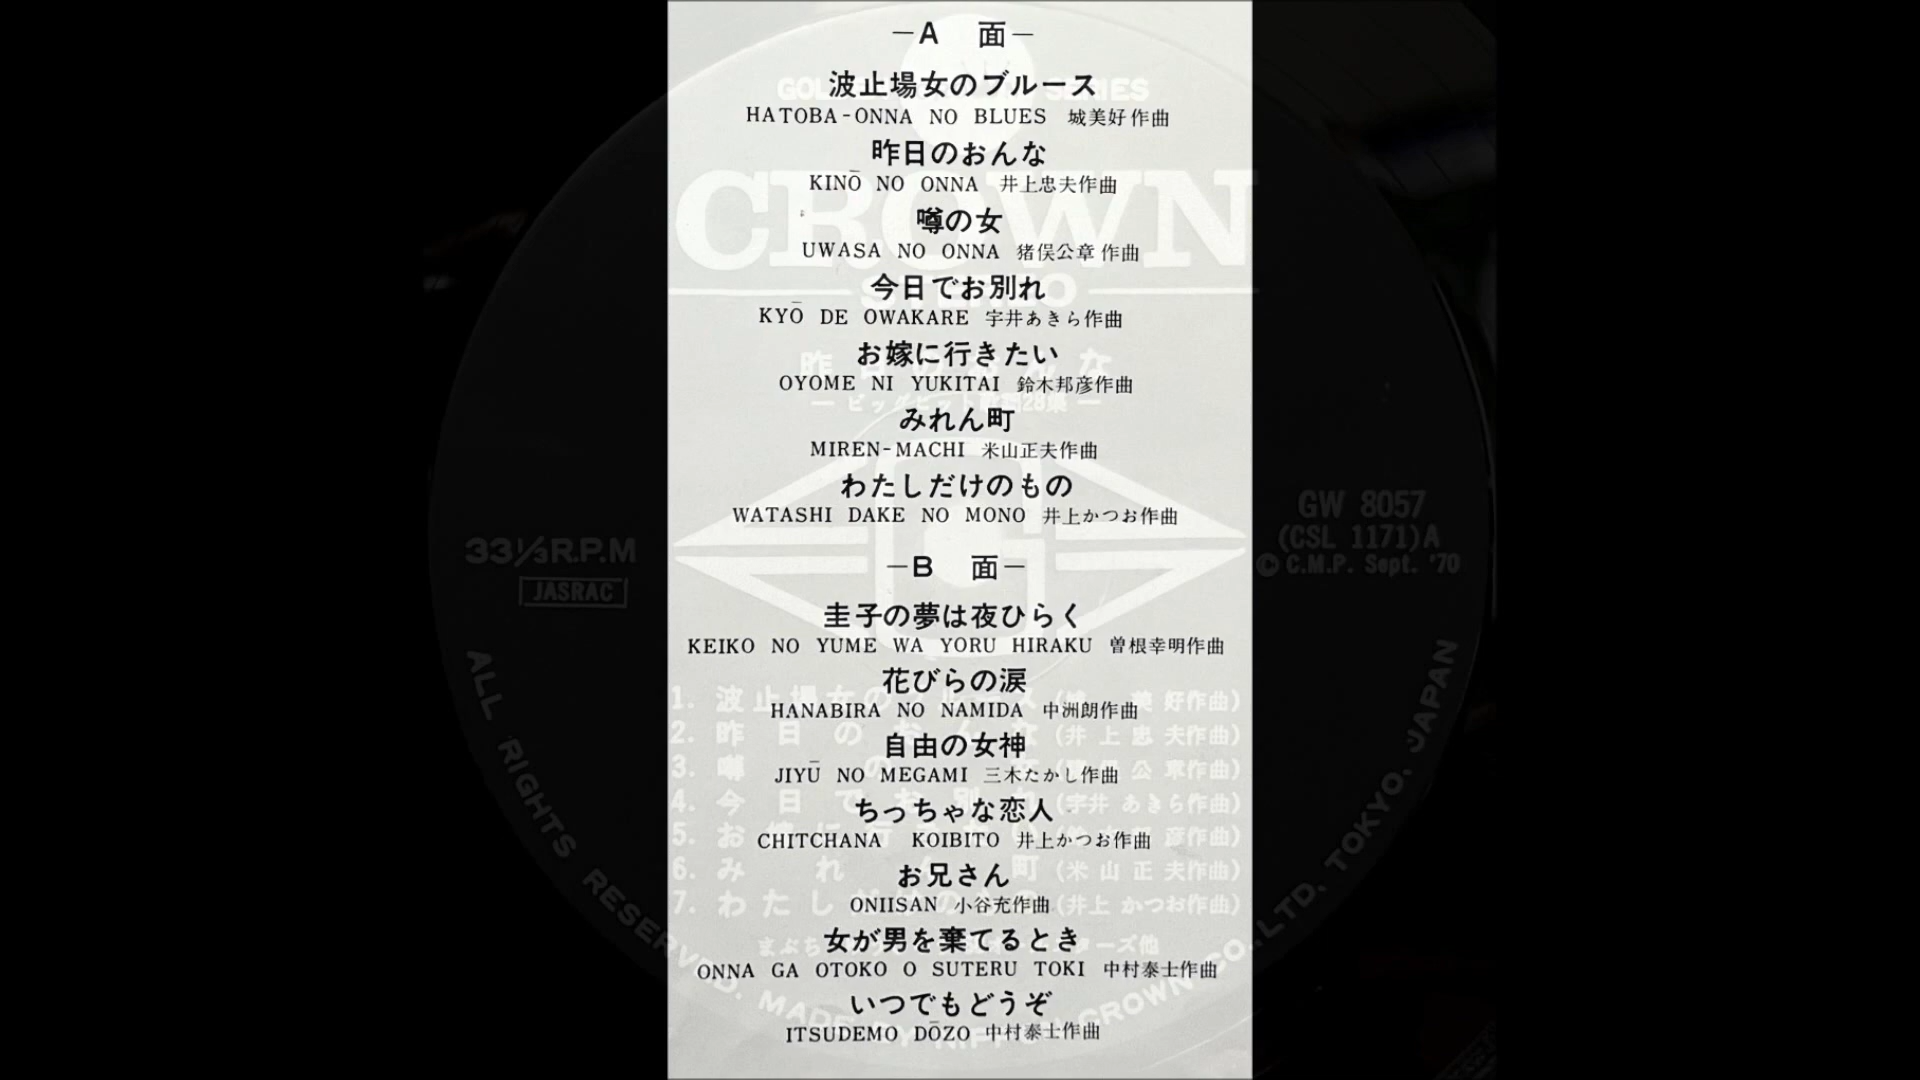 —A 面—
波止場女のブルース
HATOBA-ONNA NO BLUES 城美好作曲
昨日のおんな
KINŌ NO ONNA 井上忠夫作曲
噂の女
UWASA NO ONNA 猪俣公章作曲
今日でお別れ
KYŌ DE OWAKARE 宇井あきら作曲
お嫁に行きたい
OYOME NI YUKITAI 鈴木邦彦作曲
みれん町
MIREN-MACHI 米山正夫作曲
わたしだけのもの
WATASHI DAKE NO MONO 井上かつお作曲
—B 面—
圭子の夢は夜ひらく
KEIKO NO YUME WA YORU HIRAKU 曽根幸明作曲
花びらの涙
HANABIRA NO NAMIDA 中洲朗作曲
自由の女神
JIYŪ NO MEGAMI 三木たかし作曲
ちっちゃな恋人
CHITCHANA KOIBITO 井上かつお作曲
お兄さん
ONIISAN 小谷充作曲
女が男を棄てるとき
ONNA GA OTOKO O SUTERU TOKI 中村泰士作曲
いつでもどうぞ
ITSUDEMO DŌZO 中村泰士作曲
CROWN
STEREO
33⅓R.P.M
JASRAC
GW 8057
(CSL 1171)A
© C.M.P. Sept. '70
ALL RIGHTS RESERVED. MADE BY NIPPON CROWN CO., LTD. TOKYO, JAPAN